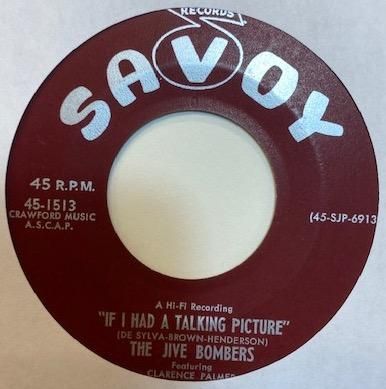 RECORDS
SAVOY
45 R.P.M.
45-1513
CRAWFORD MUSIC
A.S.C.A.P.
(45-SJP-6913
A Hi-Fi Recording
"IF I HAD A TALKING PICTURE"
(DE SYLVA-BROWN-HENDERSON)
THE JIVE BOMBERS
Featuring
CLARENCE PALMER